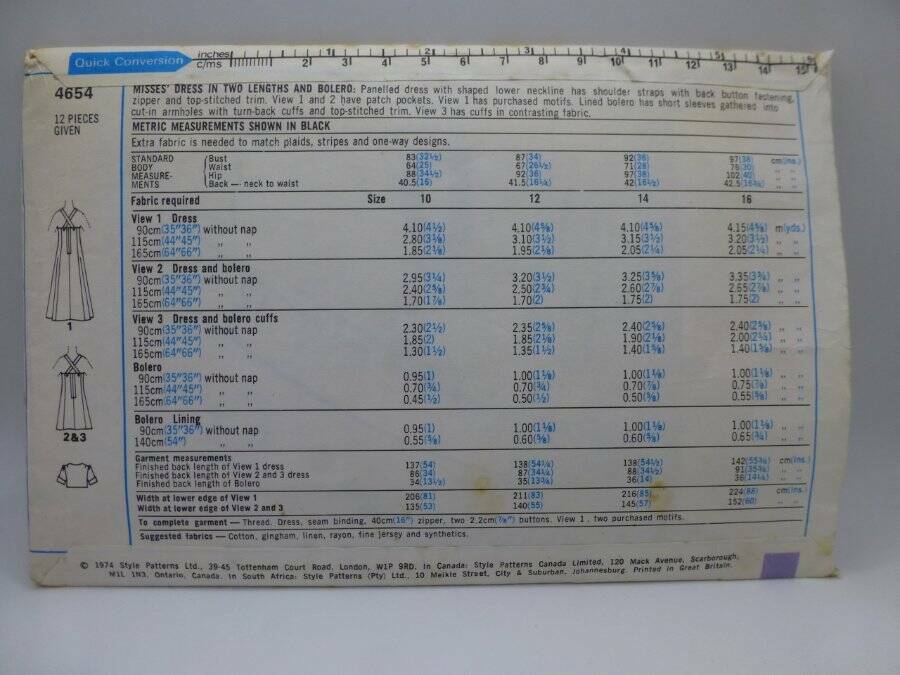 Quick Conversion
inches 1 2 3 4 5
c/ms 2 4 6 7 8 9 10 11 12 13 14 15
4654
12 PIECES
GIVEN
MISSES' DRESS IN TWO LENGTHS AND BOLERO: Panelled dress with shaped lower neckline has shoulder straps with back button fastening,
zipper and top-stitched trim. View 1 and 2 have patch pockets. View 1 has purchased motifs. Lined bolero has short sleeves gathered into
cut-in armholes with turn-back cuffs and top-stitched trim. View 3 has cuffs in contrasting fabric.
METRIC MEASUREMENTS SHOWN IN BLACK
Extra fabric is needed to match plaids, stripes and one-way designs.
STANDARD BODY MEASURE- MENTS
Bust 83(32½) 87(34) 92(36) 97(38) cm(ins.)
Waist 64(25) 67(26½) 71(28) 76(30) " "
Hip 88(34½) 92(36) 97(38) 102(40) " "
Back — neck to waist 40.5(16) 41.5(16¼) 42(16½) 42.5(16¾) " "
Fabric required Size 10 12 14 16
View 1 Dress
90cm(35"36") without nap 4.10(4½) 4.10(4⅝) 4.10(4⅝) 4.15(4⅝) m(yds.)
115cm(44"45") " " 2.80(3⅛) 3.10(3½) 3.15(3½) 3.20(3½) " "
165cm(64"66") " " 1.85(2⅛) 1.95(2⅛) 2.05(2¼) 2.05(2¼) " "
View 2 Dress and bolero
90cm(35"36") without nap 2.95(3¼) 3.20(3½) 3.25(3⅝) 3.35(3¾) " "
115cm(44"45") " " 2.40(2⅝) 2.50(2¾) 2.60(2⅞) 2.65(2⅞) " "
165cm(64"66") " " 1.70(1⅞) 1.70(2) 1.75(2) 1.75(2) " "
View 3 Dress and bolero cuffs
90cm(35"36") without nap 2.30(2½) 2.35(2⅝) 2.40(2⅝) 2.40(2⅝) " "
115cm(44"45") " " 1.85(2) 1.85(2⅛) 1.90(2⅛) 2.00(2¼) " "
165cm(64"66") " " 1.30(1½) 1.35(1½) 1.40(1⅝) 1.40(1⅝) " "
Bolero
90cm(35"36") without nap 0.95(1) 1.00(1⅛) 1.00(1⅛) 1.00(1⅛) " "
115cm(44"45") " " 0.70(¾) 0.70(¾) 0.70(⅞) 0.75(⅞) " "
165cm(64"66") " " 0.45(½) 0.50(½) 0.50(⅝) 0.55(⅝) " "
Bolero Lining
90cm(35"36") without nap 0.95(1) 1.00(1⅛) 1.00(1⅛) 1.00(1⅛) " "
140cm(54") " " 0.55(⅝) 0.60(⅝) 0.60(⅝) 0.65(¾) " "
Garment measurements
Finished back length of View 1 dress 137(54) 138(54¼) 138(54½) 142(55¾) cm(ins.)
Finished back length of View 2 and 3 dress 86(34) 87(34¼) 88(34½) 91(35¾) " "
Finished back length of Bolero 34(13½) 35(13¾) 36(14) 36(14¼) " "
Width at lower edge of View 1 206(81) 211(83) 216(85) 224(88) cm(ins.)
Width at lower edge of View 2 and 3 135(53) 140(55) 145(57) 152(60) " "
To complete garment — Thread. Dress, seam binding, 40cm(16") zipper, two 2.2cm(⅞") buttons. View 1, two purchased motifs.
Suggested fabrics — Cotton, gingham, linen, rayon, fine jersey and synthetics.
1
2&3
© 1974 Style Patterns Ltd., 39-45 Tottenham Court Road, London, W1P 9RD. In Canada: Style Patterns Canada Limited, 120 Mack Avenue, Scarborough,
M1L 1N3, Ontario, Canada. In South Africa: Style Patterns (Pty) Ltd., 10 Meikle Street, City & Suburban, Johannesburg. Printed in Great Britain.